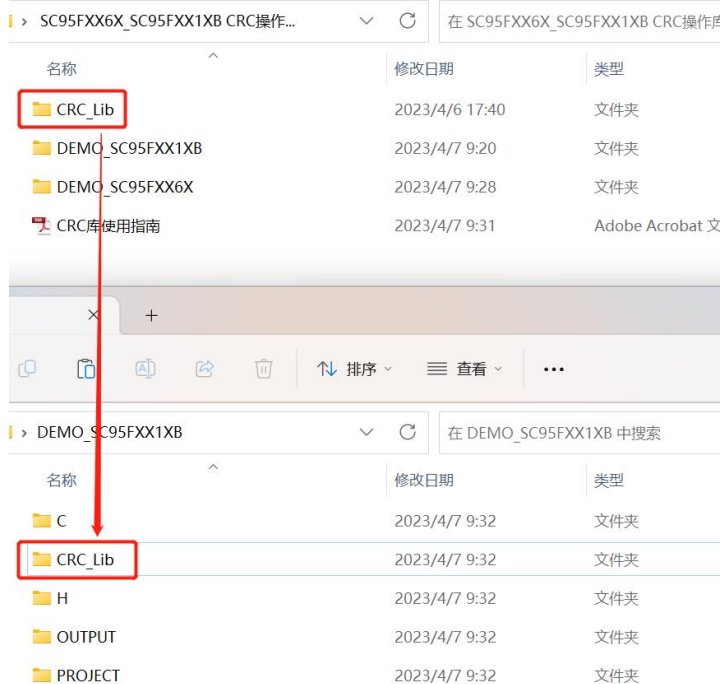 SC95FXX6X_SC95FXX1XB CRC操作...
在 SC95FXX6X_SC95FXX1XB CRC操作库
名称 修改日期 类型
CRC_Lib 2023/4/6 17:40 文件夹
DEMO_SC95FXX1XB 2023/4/7 9:20 文件夹
DEMO_SC95FXX6X 2023/4/7 9:28 文件夹
CRC库使用指南 2023/4/7 9:31 Adobe Acrobat 文
排序 查看 ...
DEMO_SC95FXX1XB
在 DEMO_SC95FXX1XB 中搜索
名称 修改日期 类型
C 2023/4/7 9:32 文件夹
CRC_Lib 2023/4/7 9:32 文件夹
H 2023/4/7 9:32 文件夹
OUTPUT 2023/4/7 9:32 文件夹
PROJECT 2023/4/7 9:32 文件夹